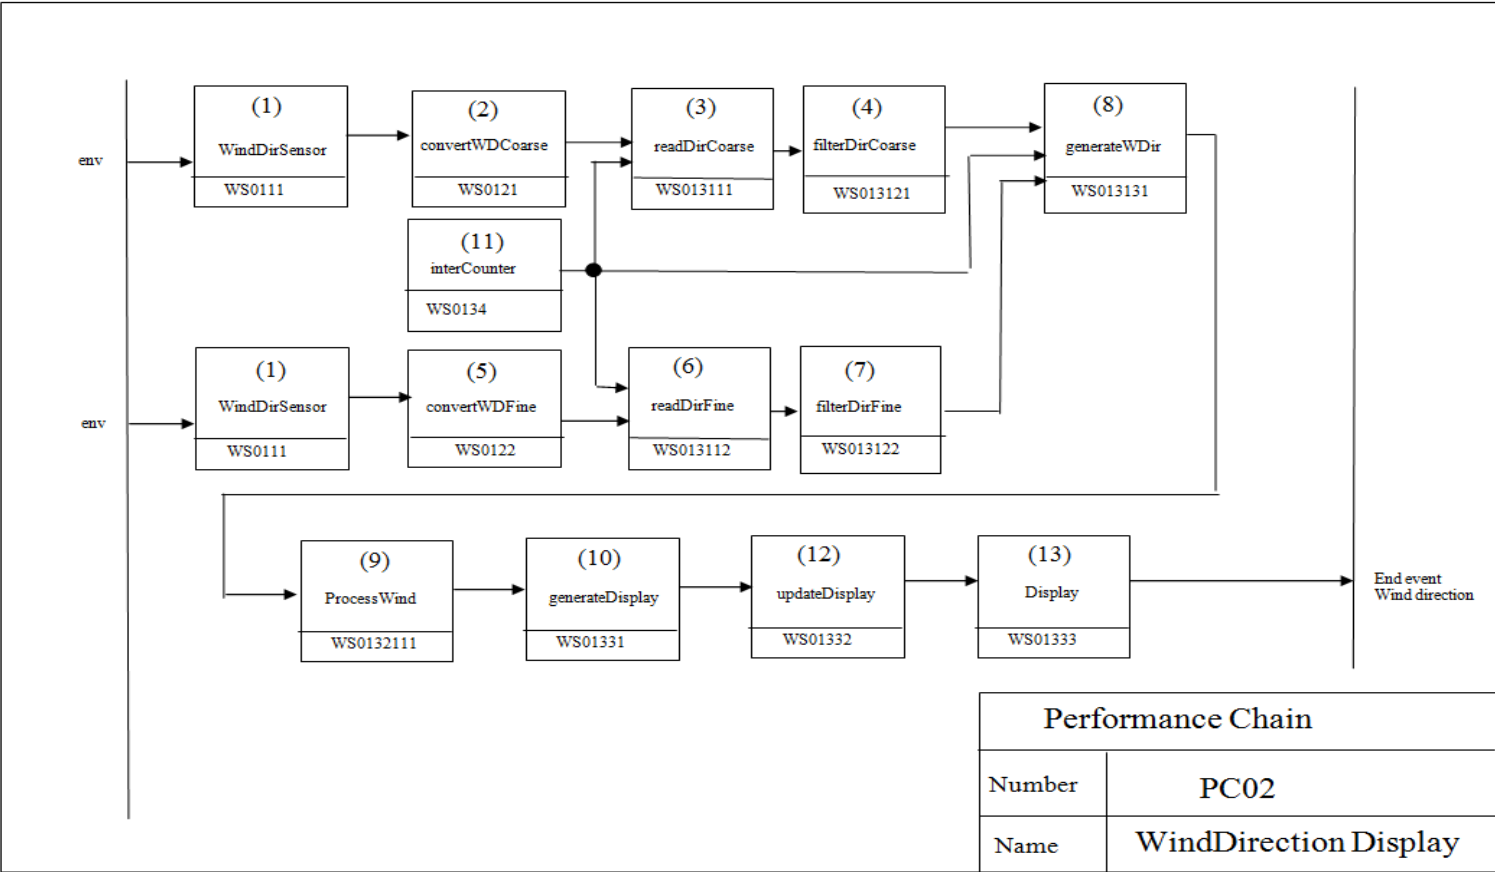 (1)
(2)
(3)
(4)
(8)
env
WindDirSensor
convertWDCoarse
readDirCoarse
filterDirCoarse
generateWDir
WS0111
WS0121
WS013111
WS013121
WS013131
(11)
interCounter
WS0134
(1)
(5)
(6)
(7)
env
WindDirSensor
convertWDFine
readDirFine
filterDirFine
WS0111
WS0122
WS013112
WS013122
(9)
(10)
(12)
(13)
ProcessWind
generateDisplay
updateDisplay
Display
End event
Wind direction
WS0132111
WS01331
WS01332
WS01333
Performance Chain
Number
PC02
Name
WindDirection Display